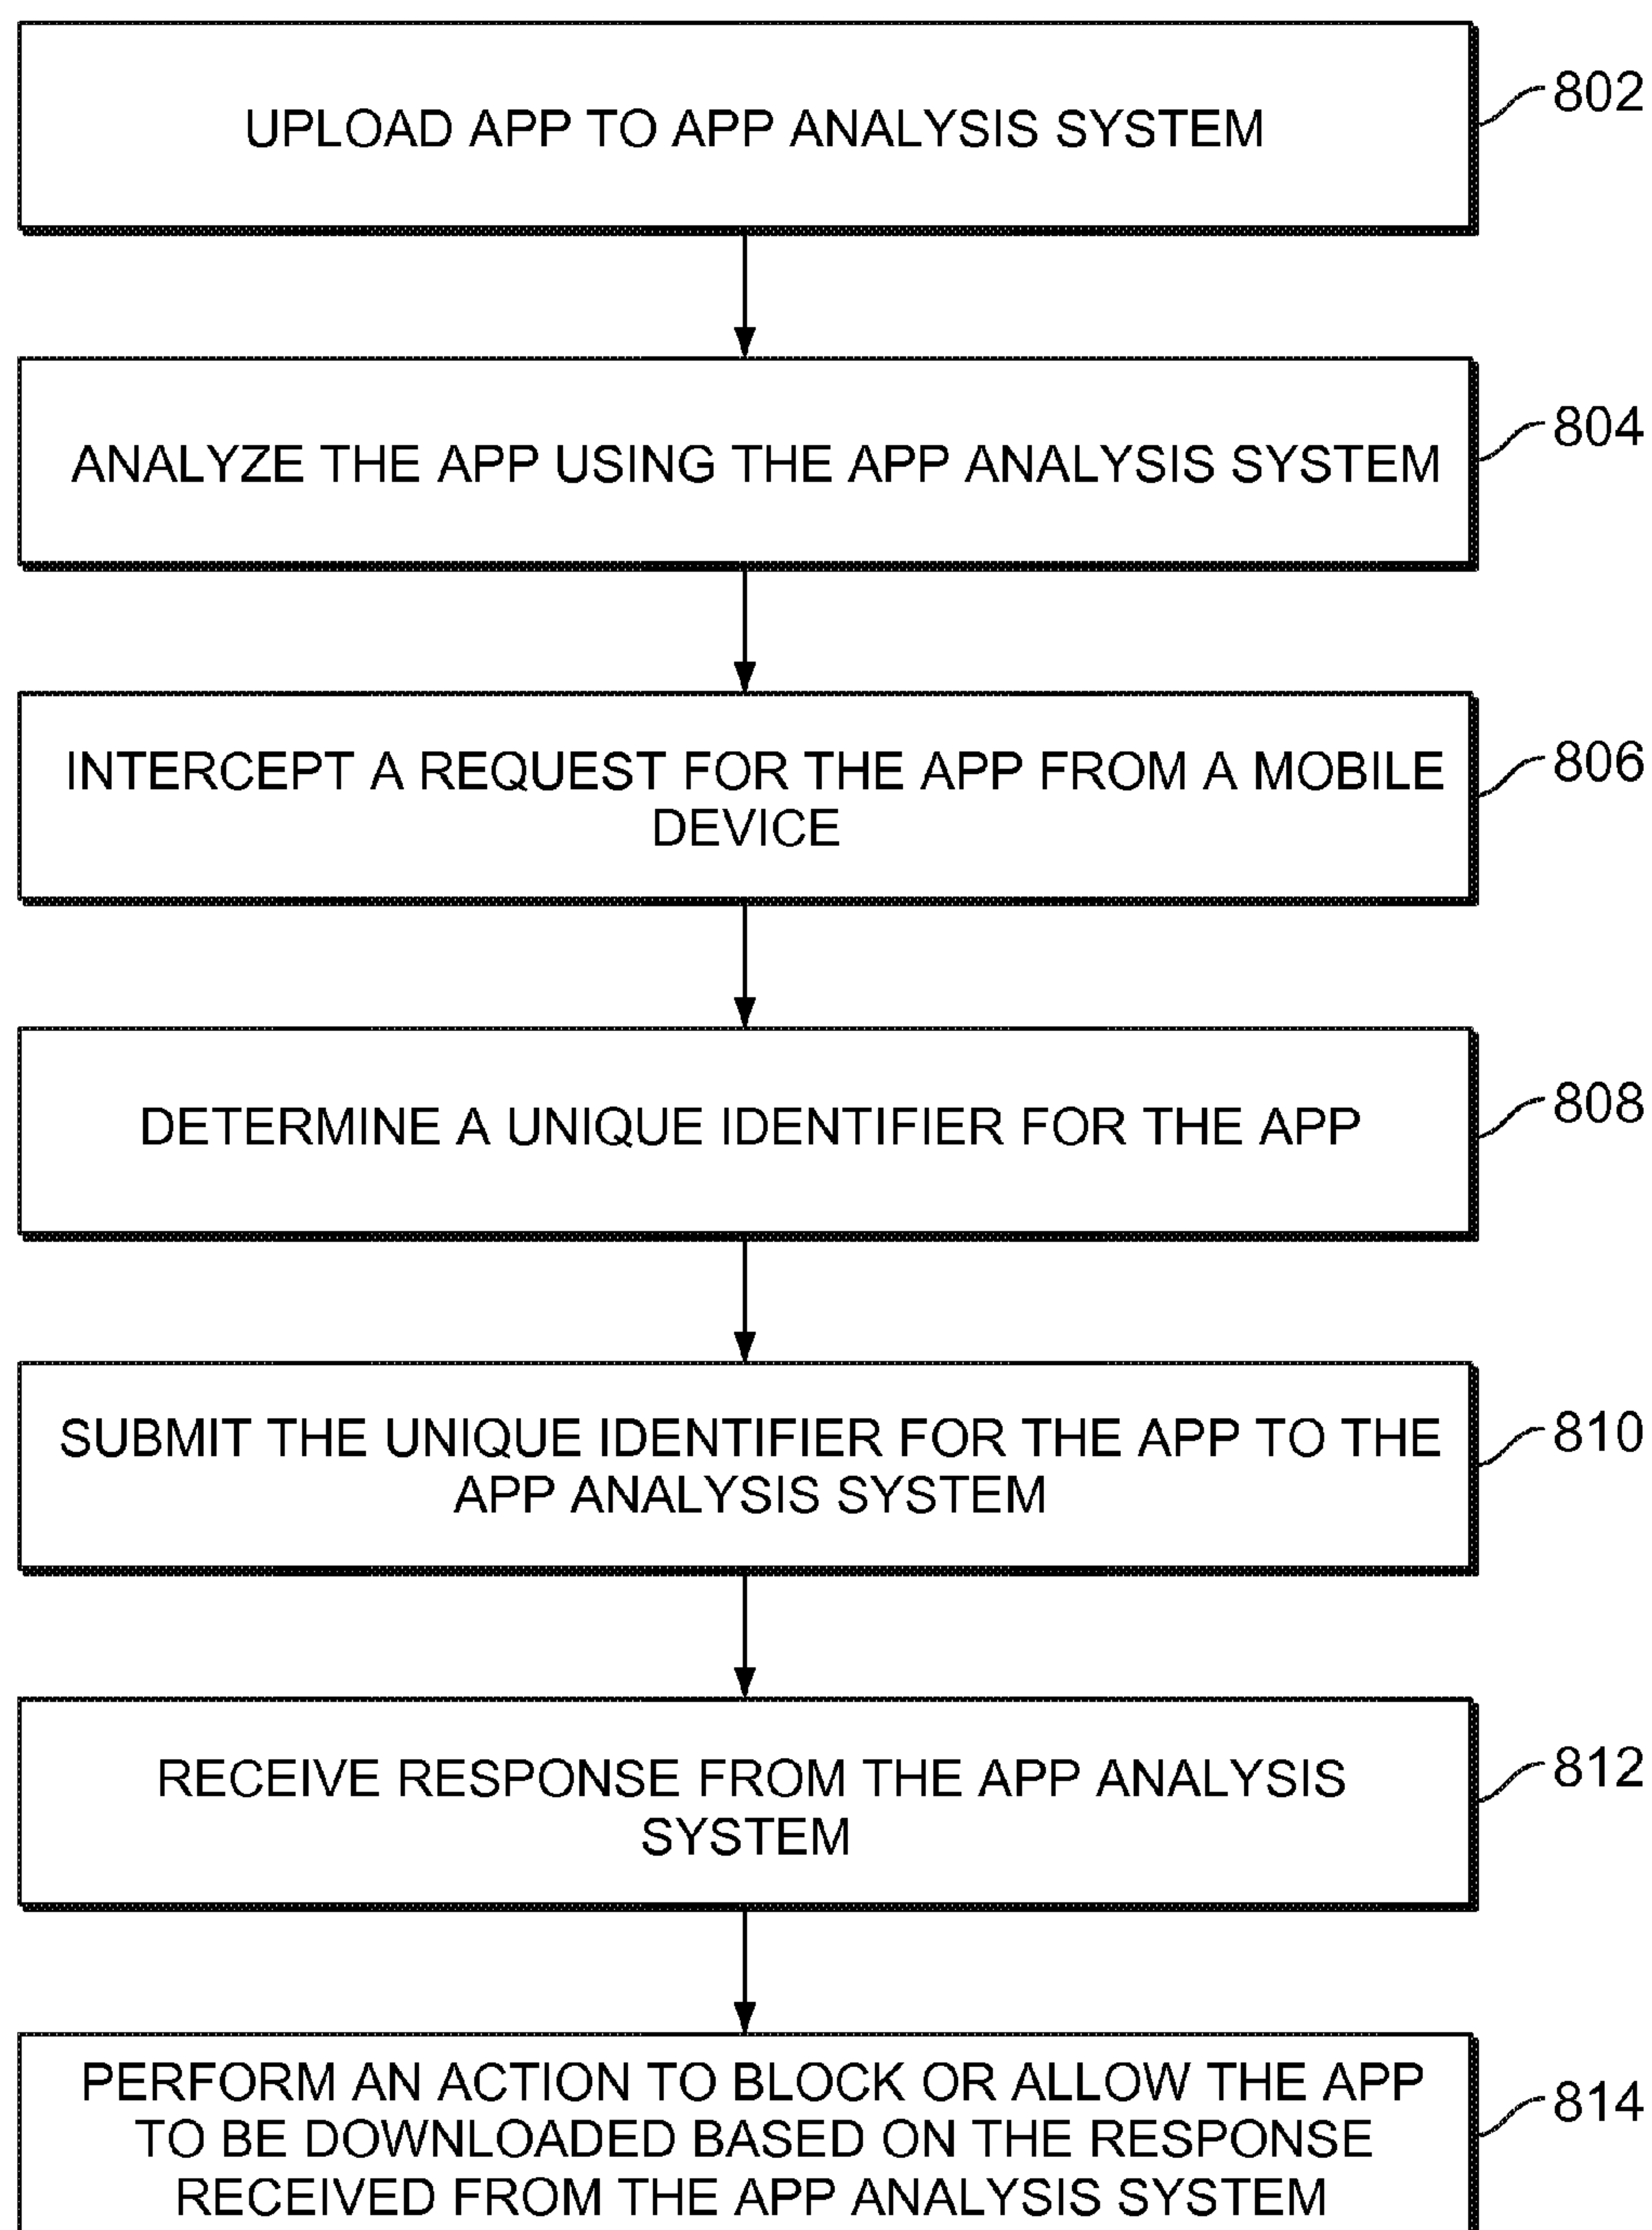 UPLOAD APP TO APP ANALYSIS SYSTEM
802
ANALYZE THE APP USING THE APP ANALYSIS SYSTEM
804
INTERCEPT A REQUEST FOR THE APP FROM A MOBILE
DEVICE
806
DETERMINE A UNIQUE IDENTIFIER FOR THE APP
808
SUBMIT THE UNIQUE IDENTIFIER FOR THE APP TO THE
APP ANALYSIS SYSTEM
810
RECEIVE RESPONSE FROM THE APP ANALYSIS
SYSTEM
812
PERFORM AN ACTION TO BLOCK OR ALLOW THE APP
TO BE DOWNLOADED BASED ON THE RESPONSE
RECEIVED FROM THE APP ANALYSIS SYSTEM
814